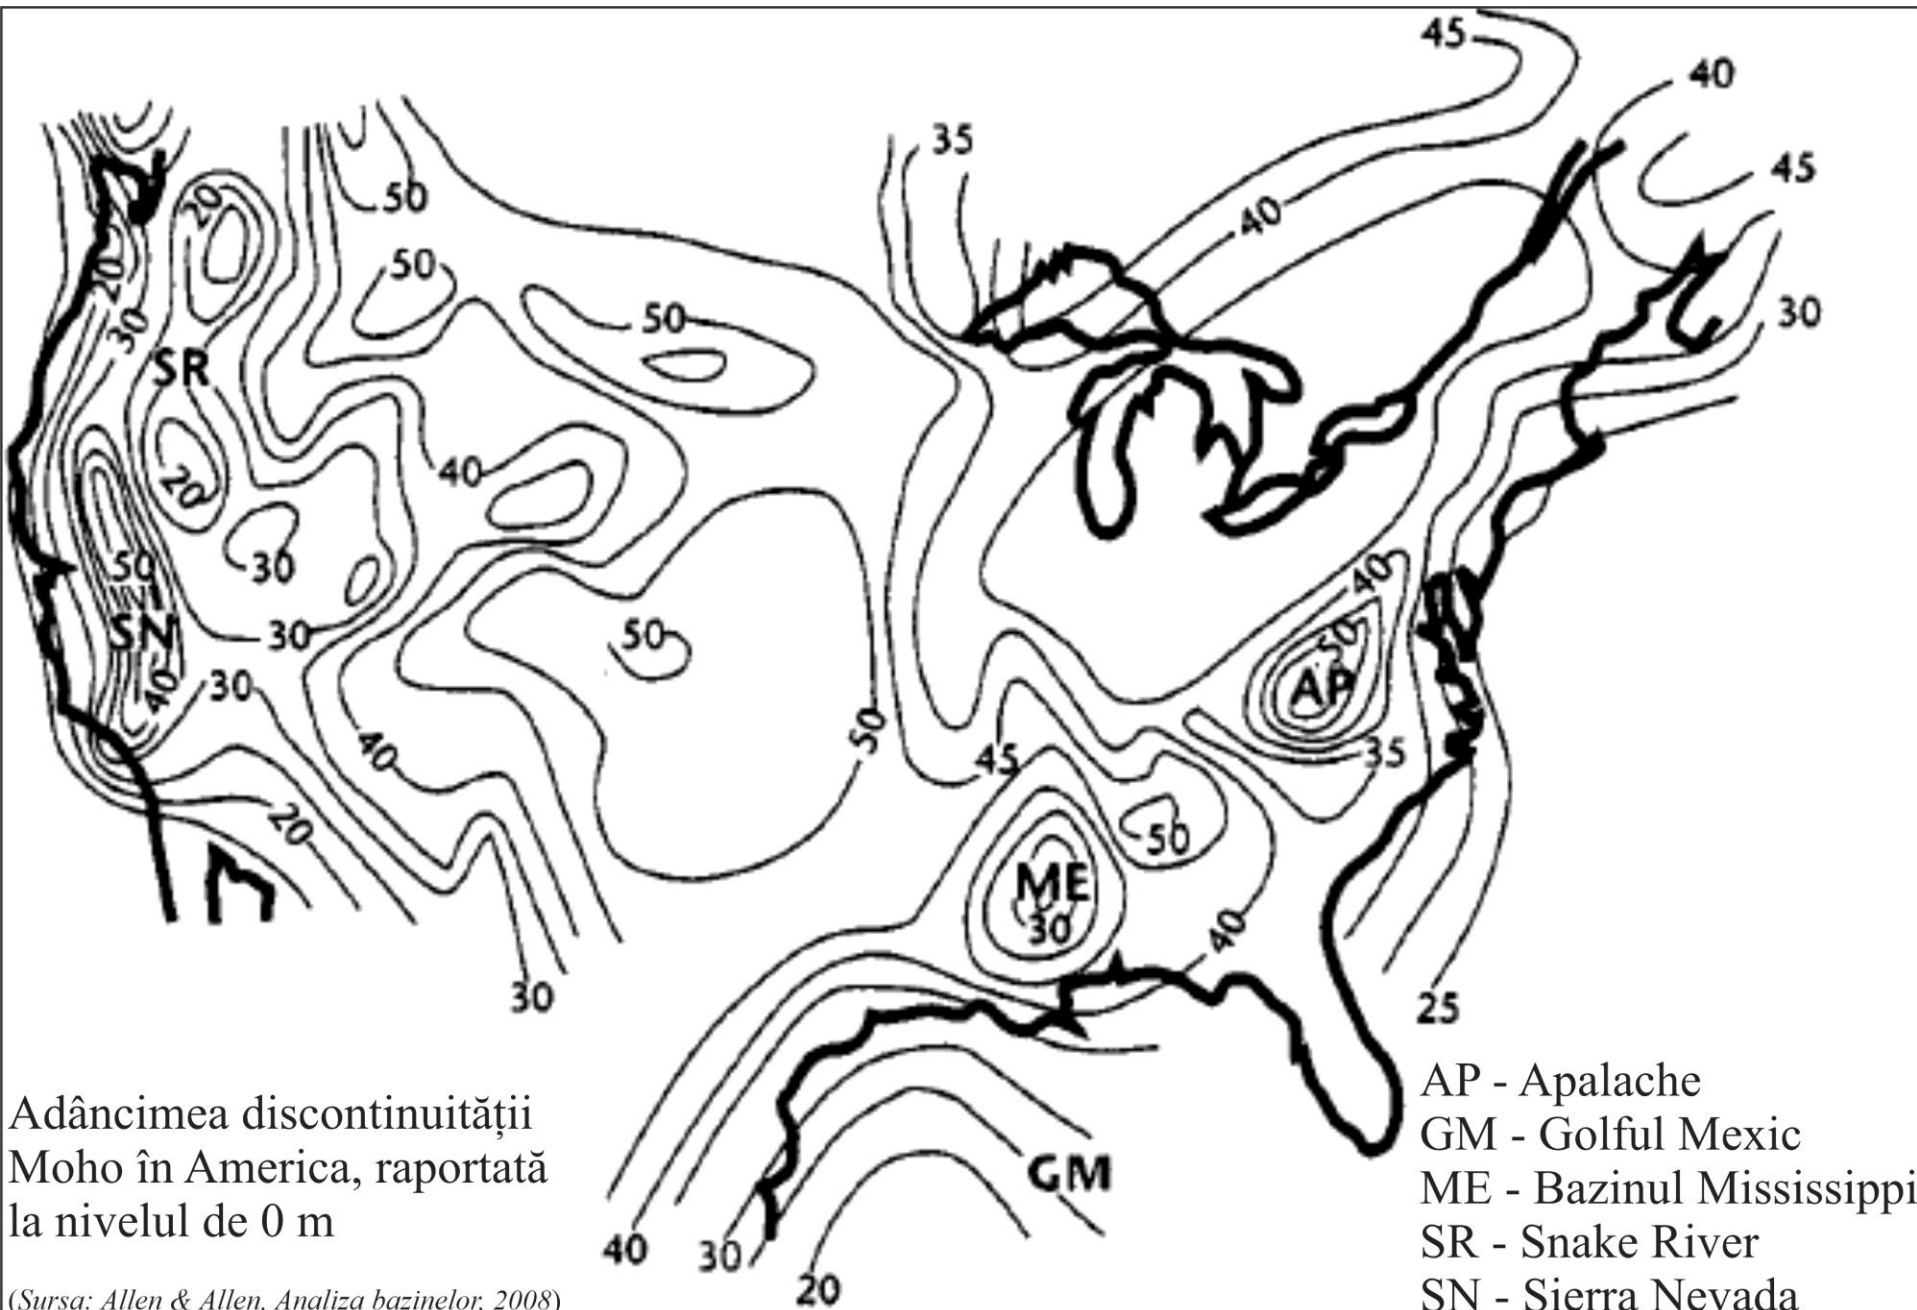 45
40
35
45
50
20
50
40
20
50
30
30
SR
40
20
50
30
40
SN
30
50
50
AP
40
30
50
40
45
35
20
50
ME
30
40
30
25
GM
40
30
20
Adâncimea discontinuității
Moho în America, raportată
la nivelul de 0 m
(Sursa: Allen & Allen, Analiza bazinelor, 2008)
AP - Apalache
GM - Golful Mexic
ME - Bazinul Mississippi
SR - Snake River
SN - Sierra Nevada